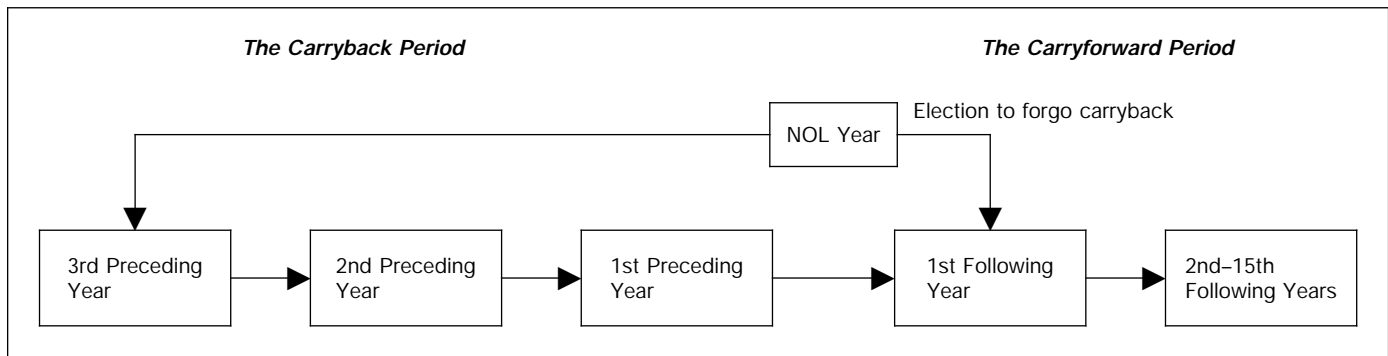 The Carryback Period
The Carryforward Period
NOL Year
Election to forgo carryback
3rd Preceding
Year
2nd Preceding
Year
1st Preceding
Year
1st Following
Year
2nd–15th
Following Years